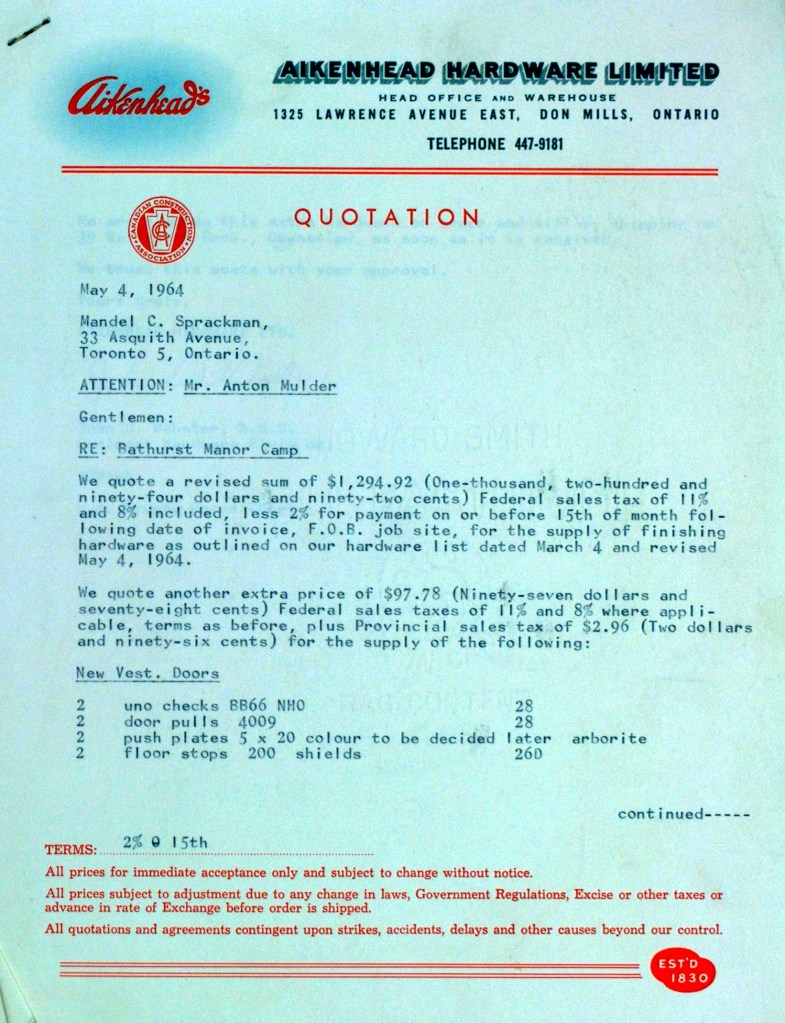 Aikenhead's
AIKENHEAD HARDWARE LIMITED
HEAD OFFICE AND WAREHOUSE
1325 LAWRENCE AVENUE EAST, DON MILLS, ONTARIO
TELEPHONE 447-9181
CANADIAN CONSTRUCTION ASSOCIATION
QUOTATION
May 4, 1964
Mandel C. Sprackman,
33 Asquith Avenue,
Toronto 5, Ontario.
ATTENTION: Mr. Anton Mulder
Gentlemen:
RE: Bathurst Manor Camp
We quote a revised sum of $1,294.92 (One-thousand, two-hundred and
ninety-four dollars and ninety-two cents) Federal sales tax of 11%
and 8% included, less 2% for payment on or before 15th of month fol-
lowing date of invoice, F.O.B. job site, for the supply of finishing
hardware as outlined on our hardware list dated March 4 and revised
May 4, 1964.
We quote another extra price of $97.78 (Ninety-seven dollars and
seventy-eight cents) Federal sales taxes of 11% and 8% where appli-
cable, terms as before, plus Provincial sales tax of $2.96 (Two dollars
and ninety-six cents) for the supply of the following:
New Vest. Doors
2 uno checks BB66 NHO 28
2 door pulls 4009 28
2 push plates 5 x 20 colour to be decided later arborite
2 floor stops 200 shields 26D
continued-----
TERMS: 2% @ 15th
All prices for immediate acceptance only and subject to change without notice.
All prices subject to adjustment due to any change in laws, Government Regulations, Excise or other taxes or
advance in rate of Exchange before order is shipped.
All quotations and agreements contingent upon strikes, accidents, delays and other causes beyond our control.
EST'D
1830